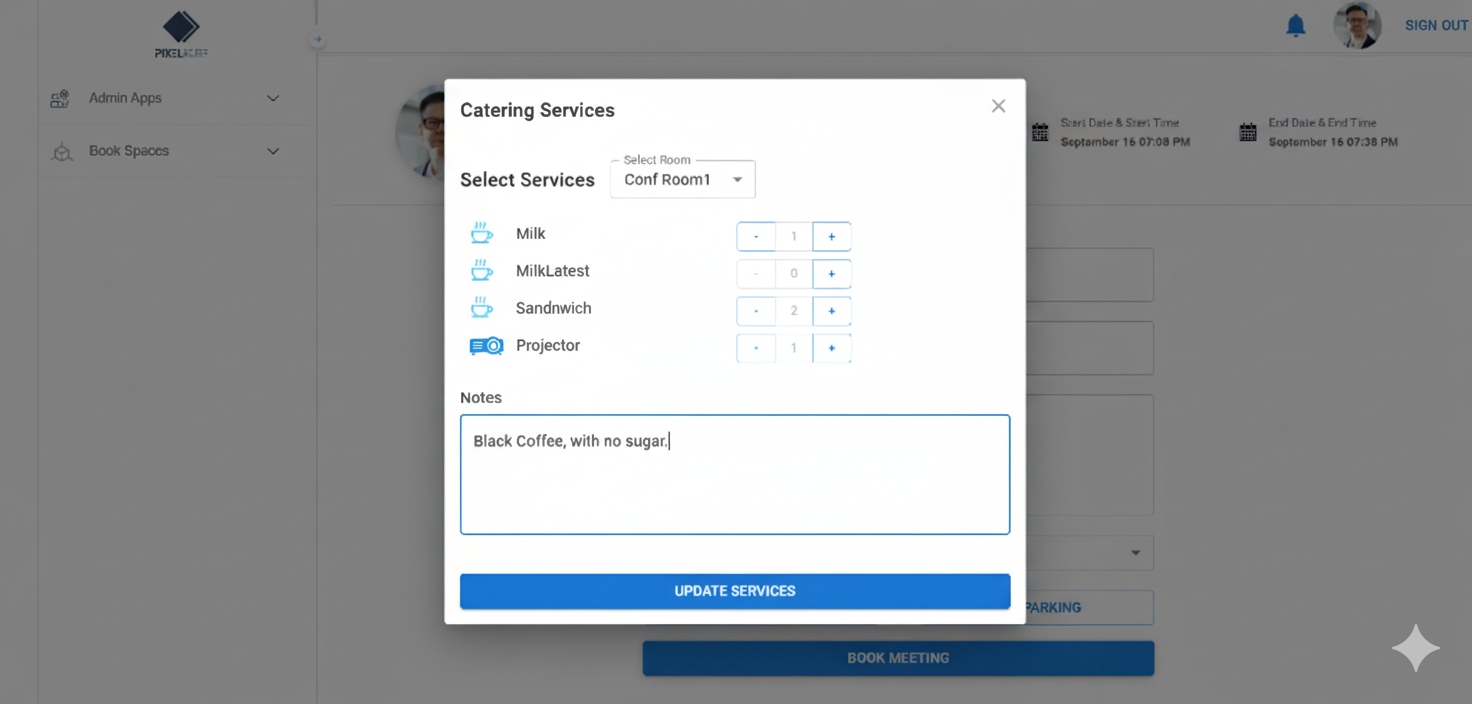 SIGN OUT
Admin Apps
Book Spaces
Start Date & Start Time
September 16 07:08 PM
End Date & End Time
September 16 07:38 PM
Catering Services
Select Services
Select Room
Conf Room1
Milk
- 1 +
MilkLatest
- 0 +
Sandnwich
- 2 +
Projector
- 1 +
Notes
Black Coffee, with no sugar.
UPDATE SERVICES
PARKING
BOOK MEETING